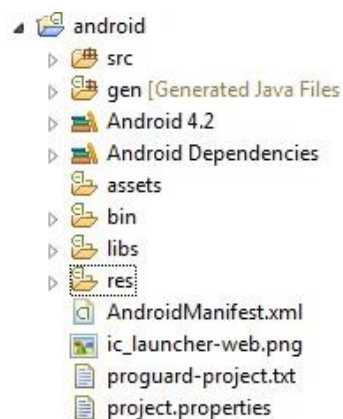 android
src
gen [Generated Java Files
Android 4.2
Android Dependencies
assets
bin
libs
res
AndroidManifest.xml
ic_launcher-web.png
proguard-project.txt
project.properties